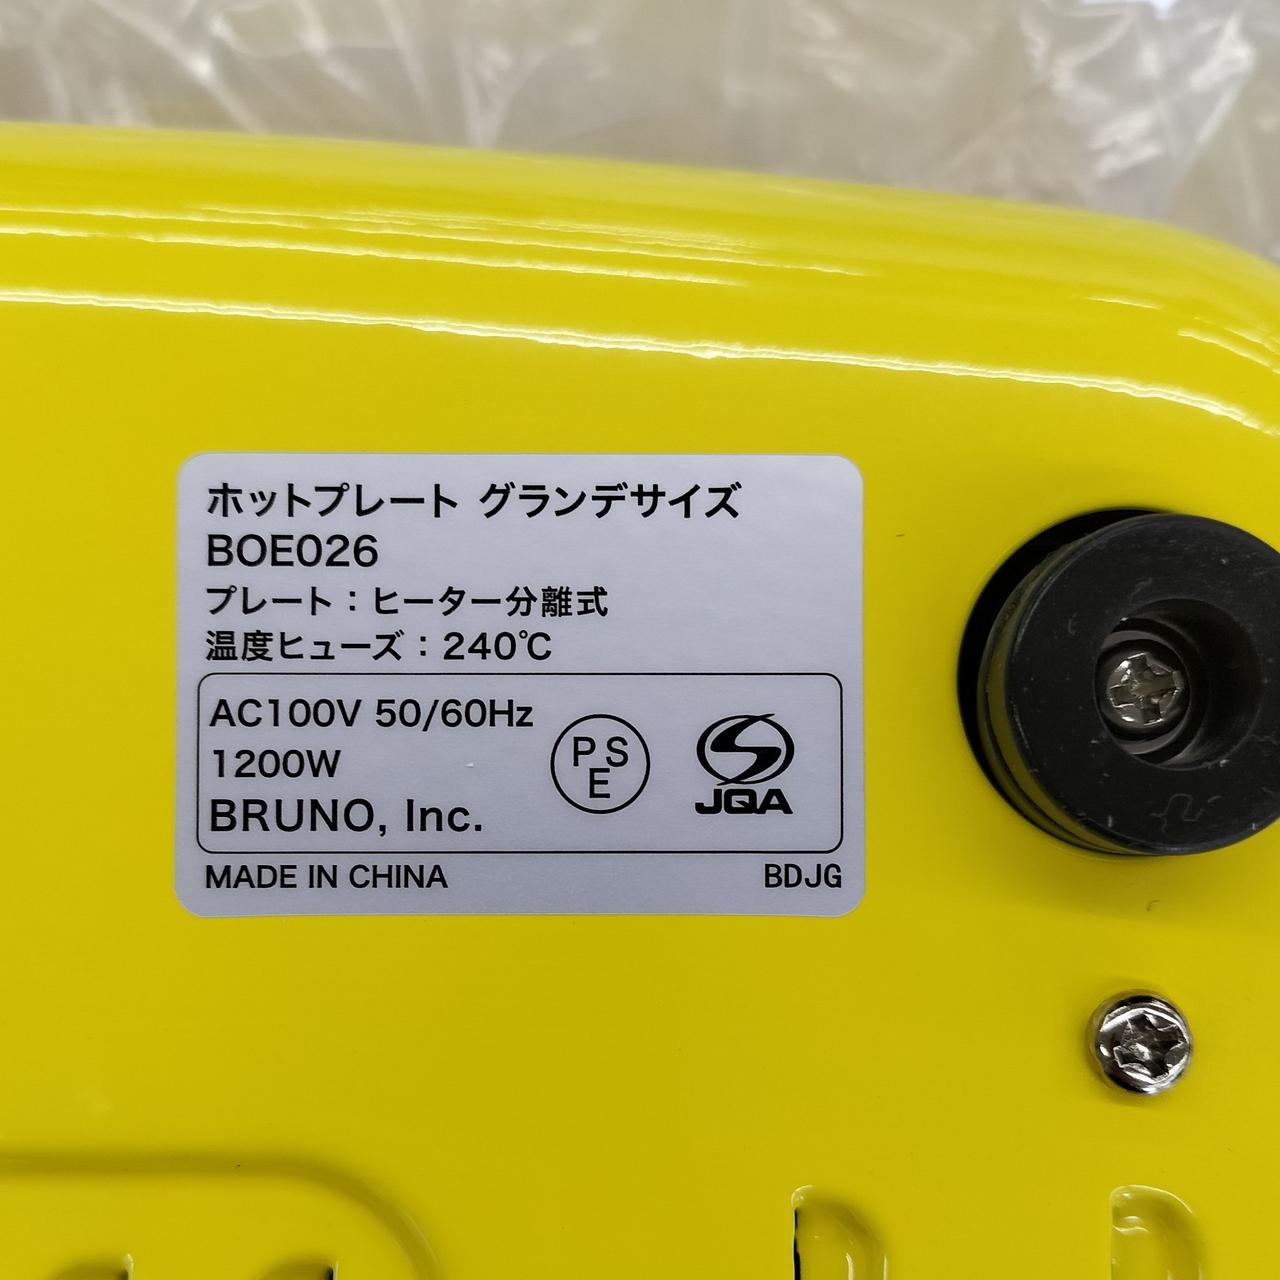 ホットプレート グランデサイズ
BOE026
プレート：ヒーター分離式
温度ヒューズ：240℃
AC100V 50/60Hz
1200W
BRUNO, Inc.
PSE
JQA
MADE IN CHINA
BDJG